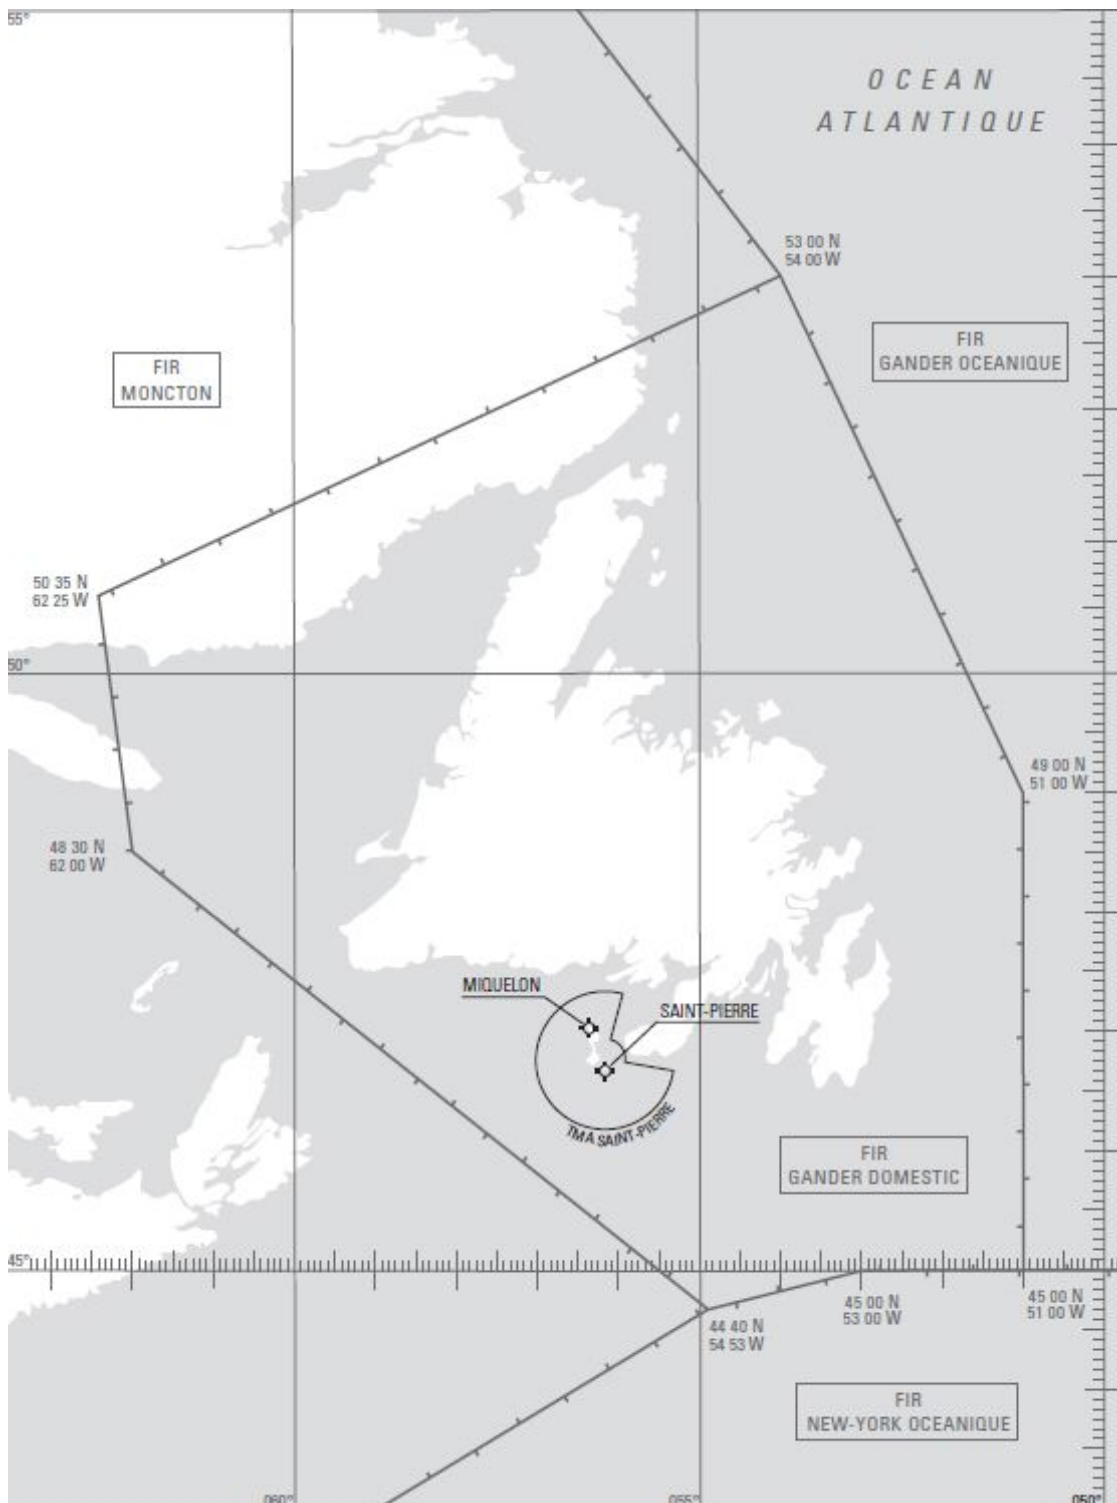 55°
OCEAN
ATLANTIQUE
53 00 N
54 00 W
FIR
GANDER OCEANIQUE
FIR
MONCTON
50 35 N
62 25 W
50°
49 00 N
51 00 W
48 30 N
62 00 W
MIQUELON
SAINT-PIERRE
TMA SAINT-PIERRE
FIR
GANDER DOMESTIC
45°
45 00 N
53 00 W
45 00 N
51 00 W
44 40 N
54 53 W
FIR
NEW-YORK OCEANIQUE
060°
055°
050°